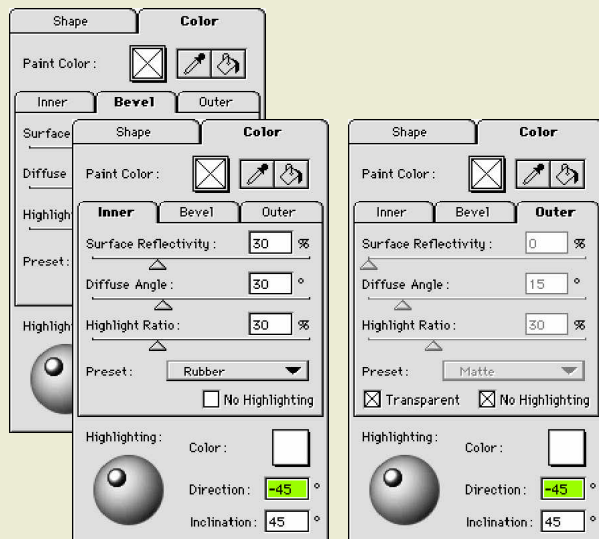 Shape Color
Paint Color:
Inner Bevel Outer
Surface
Diffuse
Highligh
Preset:
Highligh
Shape Color
Paint Color:
Inner Bevel Outer
Surface Reflectivity: 30 %
Diffuse Angle: 30 °
Highlight Ratio: 30 %
Preset: Rubber
No Highlighting
Highlighting:
Color:
Direction: -45 °
Inclination: 45 °
Shape Color
Paint Color:
Inner Bevel Outer
Surface Reflectivity: 0 %
Diffuse Angle: 15 °
Highlight Ratio: 30 %
Preset: Matte
Transparent No Highlighting
Highlighting:
Color:
Direction: -45 °
Inclination: 45 °